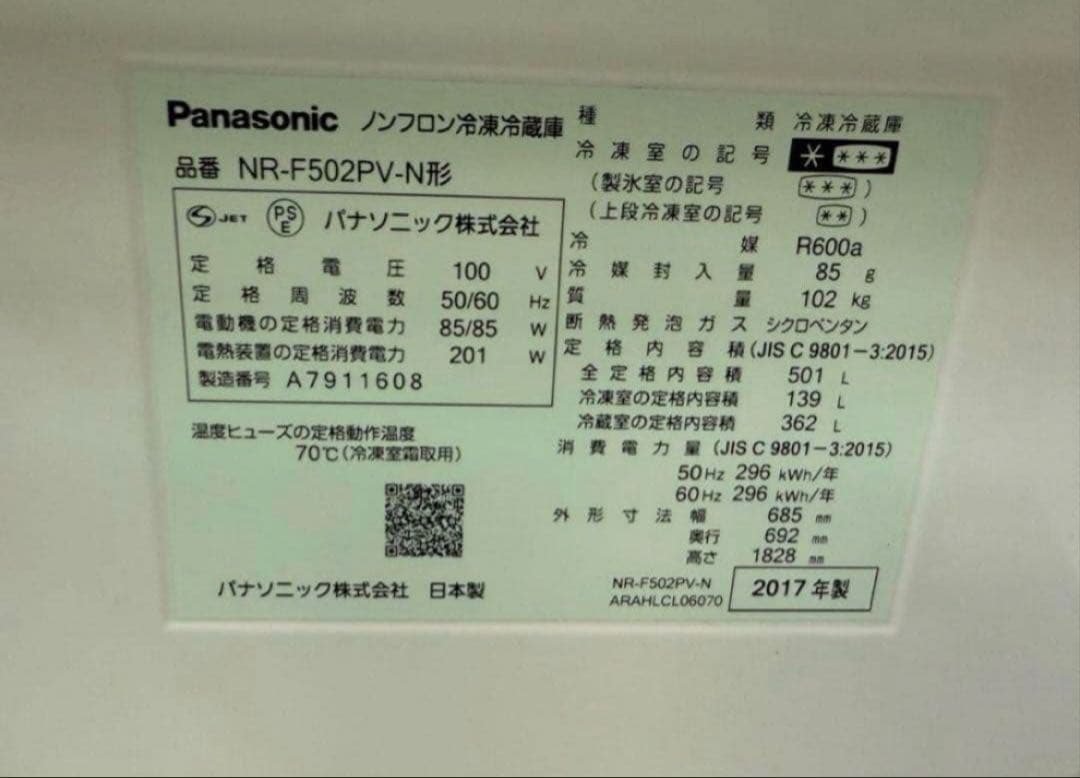 Panasonic ノンフロン冷凍冷蔵庫
品番 NR-F502PV-N形
S JET PS E パナソニック株式会社
定格電圧 100 V
定格周波数 50/60 Hz
電動機の定格消費電力 85/85 W
電熱装置の定格消費電力 201 W
製造番号 A7911608
温度ヒューズの定格動作温度
70℃(冷凍室霜取用)
パナソニック株式会社 日本製
種類 冷凍冷蔵庫
冷凍室の記号 * ***
(製氷室の記号 ***)
(上段冷凍室の記号 **)
冷媒 R600a
冷媒封入量 85 g
質量 102 kg
断熱発泡ガス シクロペンタン
定格内容積(JIS C 9801-3:2015)
全定格内容積 501 L
冷凍室の定格内容積 139 L
冷蔵室の定格内容積 362 L
消費電力量(JIS C 9801-3:2015)
50Hz 296 kWh/年
60Hz 296 kWh/年
外形寸法 幅 685 mm
奥行 692 mm
高さ 1828 mm
NR-F502PV-N
ARAHLCL06070
2017年製